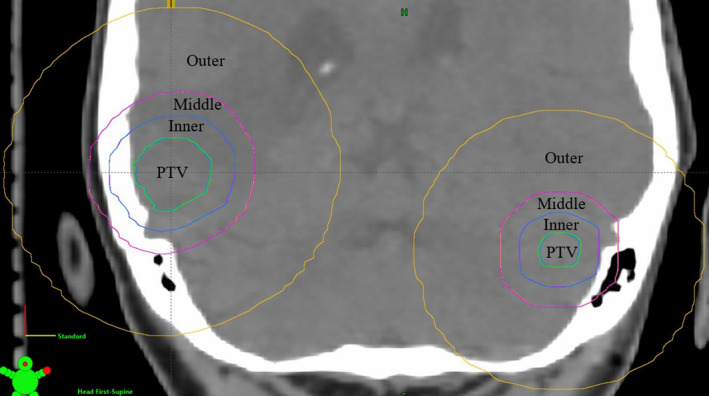 H
Outer
Middle
Inner
PTV
Outer
Middle
Inner
PTV
Standard
Head First-Supine